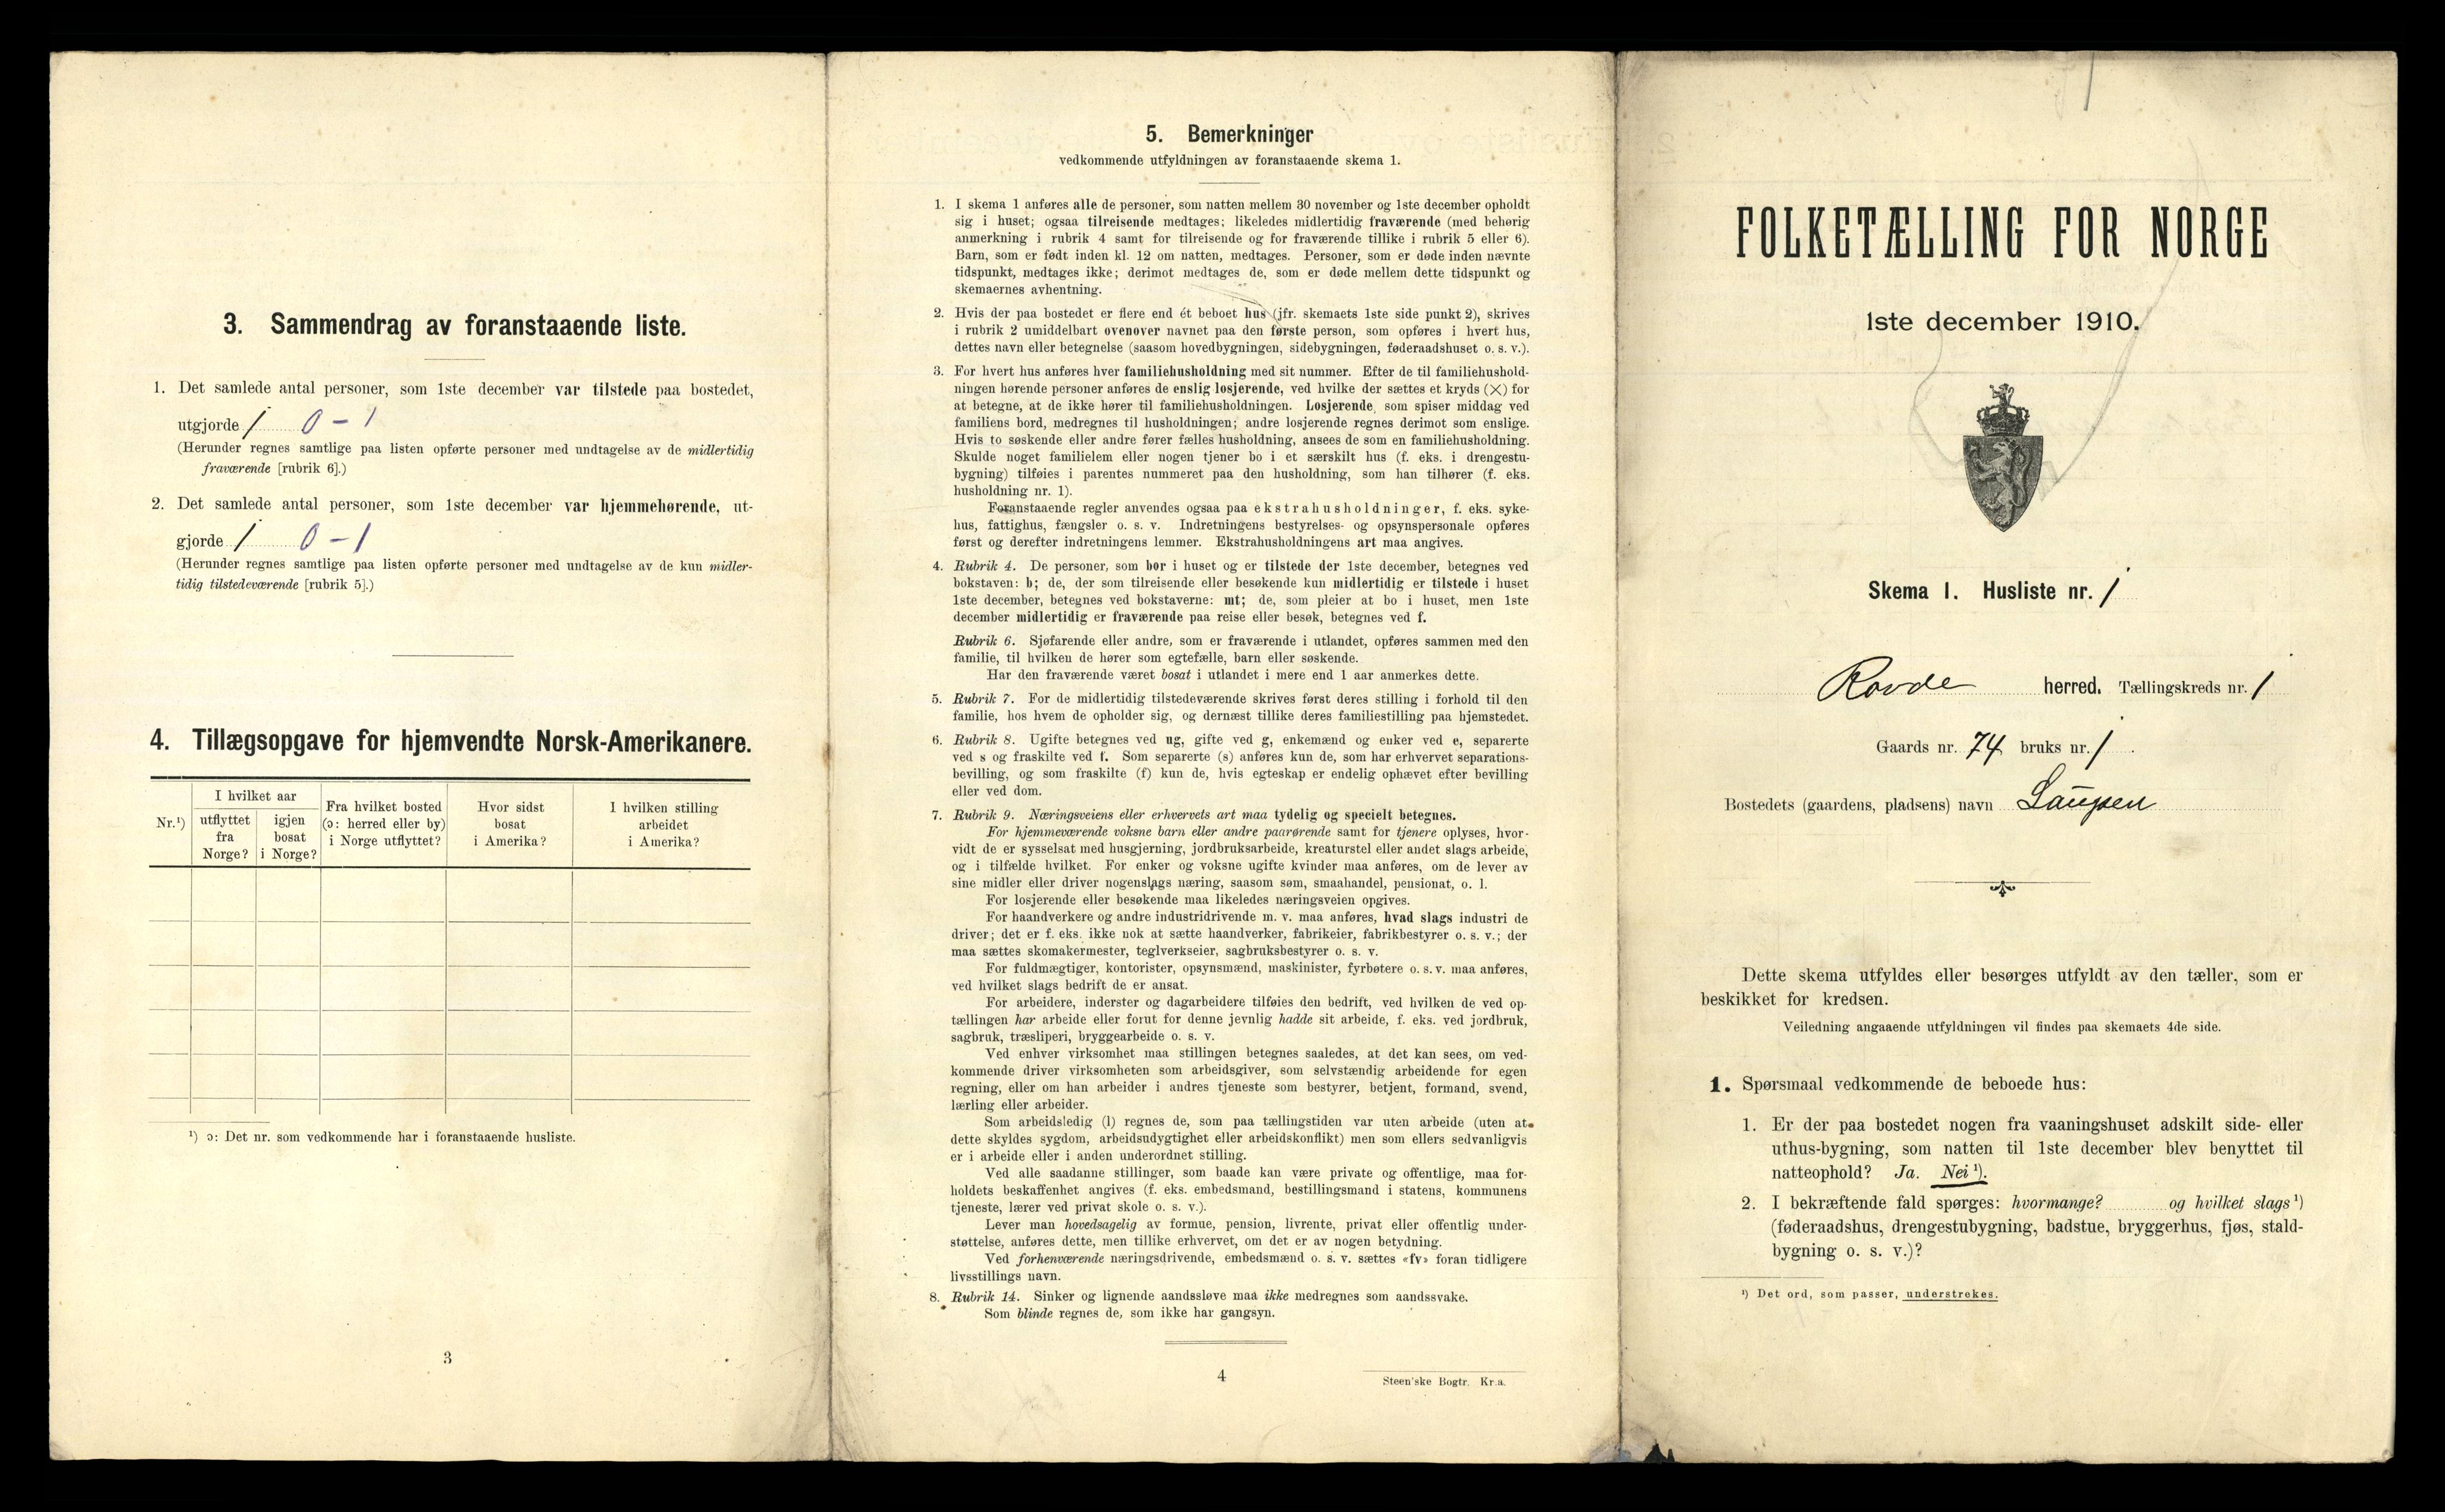 3. Sammendrag av foranstaaende liste.
1. Det samlede antal personer, som 1ste december var tilstede paa bostedet,
utgjorde 1 0 – 1
(Herunder regnes samtlige paa listen opførte personer med undtagelse av de midlertidig
fraværende [rubrik 6].)
2. Det samlede antal personer, som 1ste december var hjemmehørende, ut-
gjorde 1 0 – 1
(Herunder regnes samtlige paa listen opførte personer med undtagelse av de kun midler-
tidig tilstedeværende [rubrik 5].)
4. Tillægsopgave for hjemvendte Norsk-Amerikanere.
Nr.¹)
I hvilket aar
utflyttet
fra
Norge?
igjen
bosat
i Norge?
Fra hvilket bosted
(ɔ: herred eller by)
i Norge utflyttet?
Hvor sidst
bosat
i Amerika?
I hvilken stilling
arbeidet
i Amerika?
¹) ɔ: Det nr. som vedkommende har i foranstaaende husliste.
3
5. Bemerkninger
vedkommende utfyldningen av foranstaaende skema 1.
1. I skema 1 anføres alle de personer, som natten mellem 30 november og 1ste december opholdt
sig i huset; ogsaa tilreisende medtages; likeledes midlertidig fraværende (med behørig
anmerkning i rubrik 4 samt for tilreisende og for fraværende tillike i rubrik 5 eller 6).
Barn, som er født inden kl. 12 om natten, medtages. Personer, som er døde inden nævnte
tidspunkt, medtages ikke; derimot medtages de, som er døde mellem dette tidspunkt og
skemaernes avhentning.
2. Hvis der paa bostedet er flere end ét beboet hus (jfr. skemaets 1ste side punkt 2), skrives
i rubrik 2 umiddelbart ovenover navnet paa den første person, som opføres i hvert hus,
dettes navn eller betegnelse (saasom hovedbygningen, sidebygningen, føderaadshuset o. s. v.).
3. For hvert hus anføres hver familiehusholdning med sit nummer. Efter de til familiehushold-
ningen hørende personer anføres de enslig losjerende, ved hvilke der sættes et kryds (×) for
at betegne, at de ikke hører til familiehusholdningen. Losjerende, som spiser middag ved
familiens bord, medregnes til husholdningen; andre losjerende regnes derimot som enslige.
Hvis to søskende eller andre fører fælles husholdning, ansees de som en familiehusholdning.
Skulde noget familielem eller nogen tjener bo i et særskilt hus (f. eks. i drengestu-
bygning) tilføies i parentes nummeret paa den husholdning, som han tilhører (f. eks.
husholdning nr. 1).
Foranstaaende regler anvendes ogsaa paa ekstrahusholdninger, f. eks. syke-
hus, fattighus, fængsler o. s. v. Indretningens bestyrelses- og opsynspersonale opføres
først og derefter indretningens lemmer. Ekstrahusholdningens art maa angives.
4. Rubrik 4. De personer, som bor i huset og er tilstede der 1ste december, betegnes ved
bokstaven: b; de, der som tilreisende eller besøkende kun midlertidig er tilstede i huset
1ste december, betegnes ved bokstaverne: mt; de, som pleier at bo i huset, men 1ste
december midlertidig er fraværende paa reise eller besøk, betegnes ved f.
Rubrik 6. Sjøfarende eller andre, som er fraværende i utlandet, opføres sammen med den
familie, til hvilken de hører som egtefælle, barn eller søskende.
Har den fraværende været bosat i utlandet i mere end 1 aar anmerkes dette.
5. Rubrik 7. For de midlertidig tilstedeværende skrives først deres stilling i forhold til den
familie, hos hvem de opholder sig, og dernæst tillike deres familiestilling paa hjemstedet.
6. Rubrik 8. Ugifte betegnes ved ug, gifte ved g, enkemænd og enker ved e, separerte
ved s og fraskilte ved f. Som separerte (s) anføres kun de, som har erhvervet separations-
bevilling, og som fraskilte (f) kun de, hvis egteskap er endelig ophævet efter bevilling
eller ved dom.
7. Rubrik 9. Næringsveiens eller erhvervets art maa tydelig og specielt betegnes.
For hjemmeværende voksne barn eller andre paarørende samt for tjenere oplyses, hvor-
vidt de er sysselsat med husgjerning, jordbruksarbeide, kreaturstel eller andet slags arbeide,
og i tilfælde hvilket. For enker og voksne ugifte kvinder maa anføres, om de lever av
sine midler eller driver nogenslags næring, saasom søm, smaahandel, pensionat, o. l.
For losjerende eller besøkende maa likeledes næringsveien opgives.
For haandverkere og andre industridrivende m. v. maa anføres, hvad slags industri de
driver; det er f. eks. ikke nok at sætte haandverker, fabrikeier, fabrikbestyrer o. s. v.; der
maa sættes skomakermester, teglverkseier, sagbruksbestyrer o. s. v.
For fuldmægtiger, kontorister, opsynsmænd, maskinister, fyrbøtere o. s. v. maa anføres,
ved hvilket slags bedrift de er ansat.
For arbeidere, inderster og dagarbeidere tilføies den bedrift, ved hvilken de ved op-
tællingen har arbeide eller forut for denne jevnlig hadde sit arbeide, f. eks. ved jordbruk,
sagbruk, træsliperi, bryggearbeide o. s. v.
Ved enhver virksomhet maa stillingen betegnes saaledes, at det kan sees, om ved-
kommende driver virksomheten som arbeidsgiver, som selvstændig arbeidende for egen
regning, eller om han arbeider i andres tjeneste som bestyrer, betjent, formand, svend,
lærling eller arbeider.
Som arbeidsledig (l) regnes de, som paa tællingstiden var uten arbeide (uten at
dette skyldes sygdom, arbeidsudygtighet eller arbeidskonflikt) men som ellers sedvanligvis
er i arbeide eller i anden underordnet stilling.
Ved alle saadanne stillinger, som baade kan være private og offentlige, maa for-
holdets beskaffenhet angives (f. eks. embedsmand, bestillingsmand i statens, kommunens
tjeneste, lærer ved privat skole o. s. v.).
Lever man hovedsagelig av formue, pension, livrente, privat eller offentlig under-
støttelse, anføres dette, men tillike erhvervet, om det er av nogen betydning.
Ved forhenværende næringsdrivende, embedsmænd o. s. v. sættes «fv» foran tidligere
livsstillings navn.
8. Rubrik 14. Sinker og lignende aandssløve maa ikke medregnes som aandssvake.
Som blinde regnes de, som ikke har gangsyn.
4
Steen'ske Bogtr. Kr.a.
FOLKETÆLLING FOR NORGE
1ste december 1910.
Skema 1. Husliste nr. 1
Rovde herred. Tællingskreds nr. 1
Gaards nr. 74 bruks nr. 1.
Bostedets (gaardens, pladsens) navn Laupsen
Dette skema utfyldes eller besørges utfyldt av den tæller, som er
beskikket for kredsen.
Veiledning angaaende utfyldningen vil findes paa skemaets 4de side.
1. Spørsmaal vedkommende de beboede hus:
1. Er der paa bostedet nogen fra vaaningshuset adskilt side- eller
uthus-bygning, som natten til 1ste december blev benyttet til
natteophold? Ja. Nei ¹).
2. I bekræftende fald spørges: hvormange? og hvilket slags ¹)
(føderaadshus, drengestubygning, badstue, bryggerhus, fjøs, stald-
bygning o. s. v.)?
¹) Det ord, som passer, understrekes.